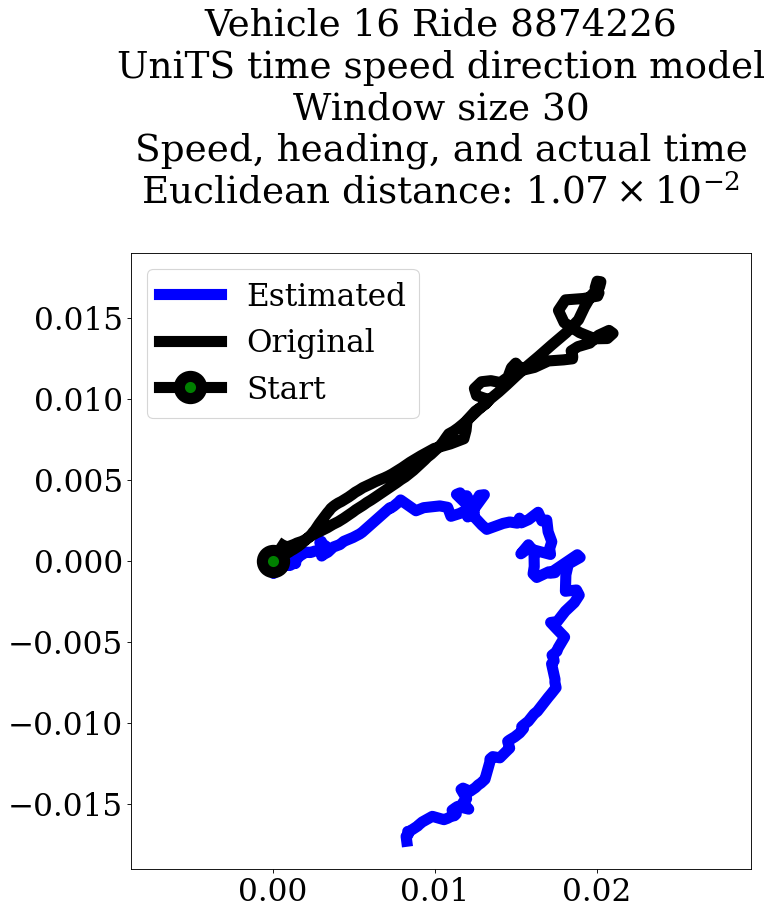 Vehicle 16 Ride 8874226
UniTS time speed direction model
Window size 30
Speed, heading, and actual time
Euclidean distance: 1.07 × 10⁻²
Estimated
Original
Start
0.015
0.010
0.005
0.000
−0.005
−0.010
−0.015
0.00 0.01 0.02